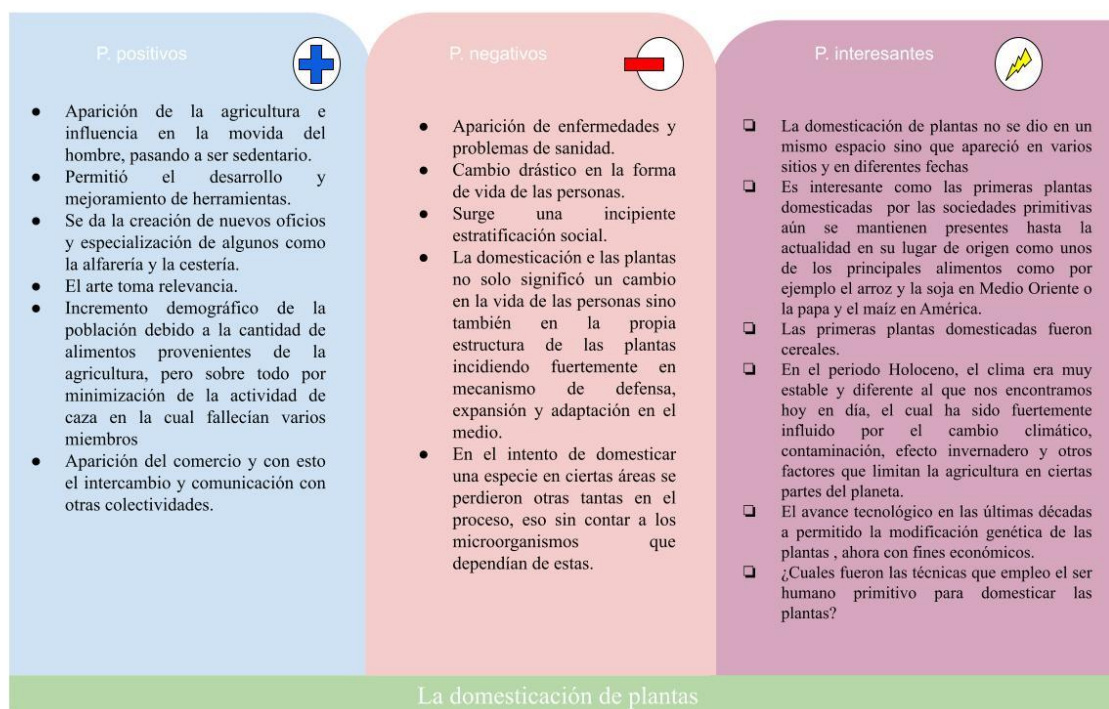 P. positivos
● Aparición de la agricultura e
influencia en la movida del
hombre, pasando a ser sedentario.
● Permitió el desarrollo y
mejoramiento de herramientas.
● Se da la creación de nuevos oficios
y especialización de algunos como
la alfarería y la cestería.
● El arte toma relevancia.
● Incremento demográfico de la
población debido a la cantidad de
alimentos provenientes de la
agricultura, pero sobre todo por
minimización de la actividad de
caza en la cual fallecían varios
miembros
● Aparición del comercio y con esto
el intercambio y comunicación con
otras colectividades.
P. negativos
● Aparición de enfermedades y
problemas de sanidad.
● Cambio drástico en la forma
de vida de las personas.
● Surge una incipiente
estratificación social.
● La domesticación e las plantas
no solo significó un cambio
en la vida de las personas sino
también en la propia
estructura de las plantas
incidiendo fuertemente en
mecanismo de defensa,
expansión y adaptación en el
medio.
● En el intento de domesticar
una especie en ciertas áreas se
perdieron otras tantas en el
proceso, eso sin contar a los
microorganismos que
dependían de estas.
P. interesantes
❏ La domesticación de plantas no se dio en un
mismo espacio sino que apareció en varios
sitios y en diferentes fechas
❏ Es interesante como las primeras plantas
domesticadas por las sociedades primitivas
aún se mantienen presentes hasta la
actualidad en su lugar de origen como unos
de los principales alimentos como por
ejemplo el arroz y la soja en Medio Oriente o
la papa y el maíz en América.
❏ Las primeras plantas domesticadas fueron
cereales.
❏ En el periodo Holoceno, el clima era muy
estable y diferente al que nos encontramos
hoy en día, el cual ha sido fuertemente
influido por el cambio climático,
contaminación, efecto invernadero y otros
factores que limitan la agricultura en ciertas
partes del planeta.
❏ El avance tecnológico en las últimas décadas
a permitido la modificación genética de las
plantas , ahora con fines económicos.
❏ ¿Cuales fueron las técnicas que empleo el ser
humano primitivo para domesticar las
plantas?
La domesticación de plantas